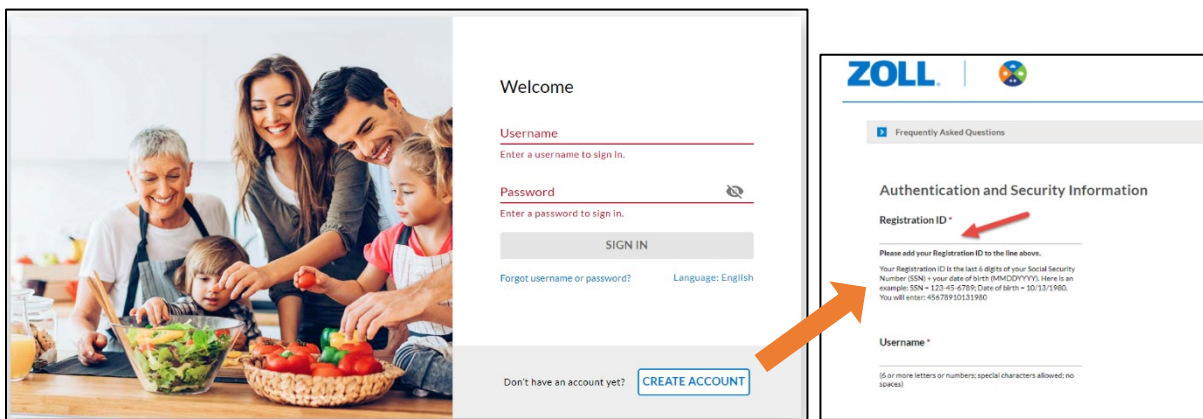 Welcome
Username
Enter a username to sign in.
Password
Enter a password to sign in.
SIGN IN
Forgot username or password? Language: English
Don't have an account yet? CREATE ACCOUNT
ZOLL
Frequently Asked Questions
Authentication and Security Information
Registration ID *
Please add your Registration ID to the line above.
Your Registration ID is the last 6 digits of your Social Security
Number (SSN) + your date of birth (MMDDYYYY). Here is an
example: SSN = 123-45-6789; Date of birth = 10/13/1980.
You will enter: 45678910131980
Username *
(6 or more letters or numbers; special characters allowed; no
spaces)